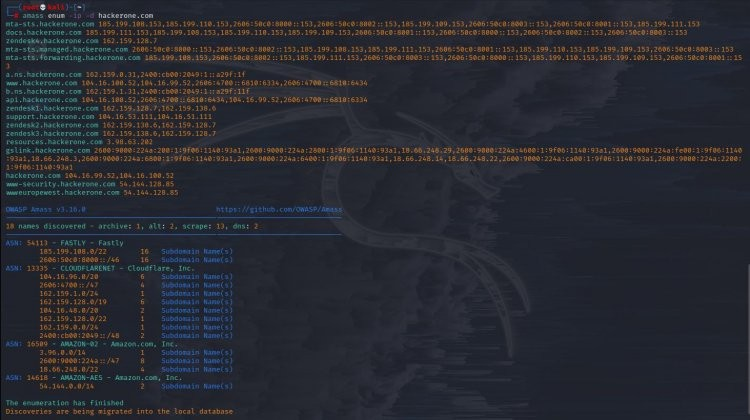 ┌──(root💀kali)-[~]
└─# amass enum -ip -d hackerone.com
mta-sts.hackerone.com 185.199.108.153,185.199.110.153,2606:50c0:8002::153,2606:50c0:8003::153,185.199.109.153,2606:50c0:8000::153,2606:50c0:8001::153,185.199.111.153
docs.hackerone.com 185.199.111.153,185.199.108.153,185.199.110.153,185.199.109.153,2606:50c0:8000::153,2606:50c0:8002::153,2606:50c0:8001::153,2606:50c0:8003::153
zendesk4.hackerone.com 162.159.128.7
mta-sts.managed.hackerone.com 2606:50c0:8000::153,2606:50c0:8002::153,185.199.108.153,185.199.111.153,2606:50c0:8001::153,185.199.110.153,185.199.109.153,2606:50c0:8003::153
mta-sts.forwarding.hackerone.com 185.199.108.153,2606:50c0:8002::153,185.199.111.153,2606:50c0:8000::153,185.199.110.153,2606:50c0:8003::153,185.199.109.153,2606:50c0:8001::15
3
a.ns.hackerone.com 162.159.0.31,2400:cb00:2049:1::a29f:1f
www.hackerone.com 104.16.100.52,104.16.99.52,2606:4700::6810:6334,2606:4700::6810:6434
b.ns.hackerone.com 162.159.1.31,2400:cb00:2049:1::a29f:11f
api.hackerone.com 104.16.100.52,2606:4700::6810:6434,104.16.99.52,2606:4700::6810:6334
zendesk1.hackerone.com 162.159.128.7,162.159.138.6
support.hackerone.com 104.16.53.111,104.16.51.111
zendesk2.hackerone.com 162.159.138.6,162.159.128.7
zendesk3.hackerone.com 162.159.138.6,162.159.128.7
resources.hackerone.com 3.98.63.202
gslink.hackerone.com 2600:9000:224a:200:1:9f06:1140:93a1,18.66.248.29,2600:9000:224a:4600:1:9f06:1140:93a1,2600:9000:224a:fe00:1:9f06:1140
:93a1,18.66.248.3,2600:9000:224a:6800:1:9f06:1140:93a1,2600:9000:224a:6400:1:9f06:1140:93a1,18.66.248.14,18.66.248.22,2600:9000:224a:ca00:1:9f06:1140:93a1,2600:9000:224a:2200
:1:9f06:1140:93a1
hackerone.com 104.16.99.52,104.16.100.52
www-security.hackerone.com 54.144.128.85
wwweuropewest.hackerone.com 54.144.128.85
OWASP Amass v3.16.0 https://github.com/OWASP/Amass
18 names discovered - archive: 1, alt: 2, scrape: 13, dns: 2
ASN: 54113 - FASTLY - Fastly
185.199.108.0/22 16 Subdomain Name(s)
2606:50c0:8000::/46 16 Subdomain Name(s)
ASN: 13335 - CLOUDFLARENET - Cloudflare, Inc.
104.16.96.0/20 6 Subdomain Name(s)
2606:4700::/47 4 Subdomain Name(s)
162.159.1.0/24 1 Subdomain Name(s)
162.159.128.0/19 6 Subdomain Name(s)
104.16.48.0/20 2 Subdomain Name(s)
162.159.128.0/22 1 Subdomain Name(s)
162.159.0.0/24 1 Subdomain Name(s)
2400:cb00:2049::/48 2 Subdomain Name(s)
ASN: 16509 - AMAZON-02 - Amazon.com, Inc.
3.96.0.0/14 1 Subdomain Name(s)
2600:9000:224a::/47 8 Subdomain Name(s)
18.66.248.0/22 4 Subdomain Name(s)
ASN: 14618 - AMAZON-AES - Amazon.com, Inc.
54.144.0.0/14 2 Subdomain Name(s)
The enumeration has finished
Discoveries are being migrated into the local database